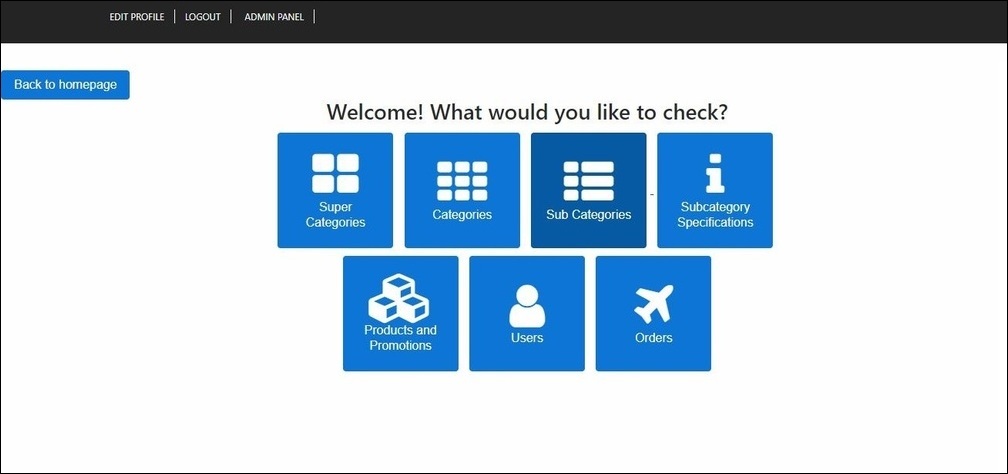 EDIT PROFILE LOGOUT ADMIN PANEL
Back to homepage
Welcome! What would you like to check?
Super
Categories
Categories
Sub Categories
Subcategory
Specifications
Products and
Promotions
Users
Orders